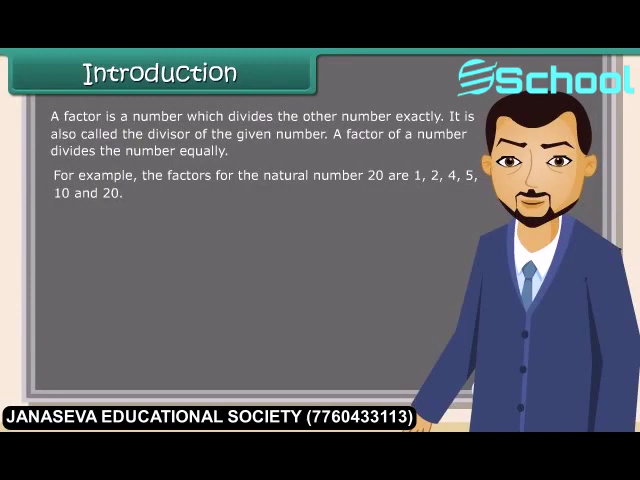 Introduction
School
A factor is a number which divides the other number exactly. It is
also called the divisor of the given number. A factor of a number
divides the number equally.
For example, the factors for the natural number 20 are 1, 2, 4, 5,
10 and 20.
JANASEVA EDUCATIONAL SOCIETY (7760433113)